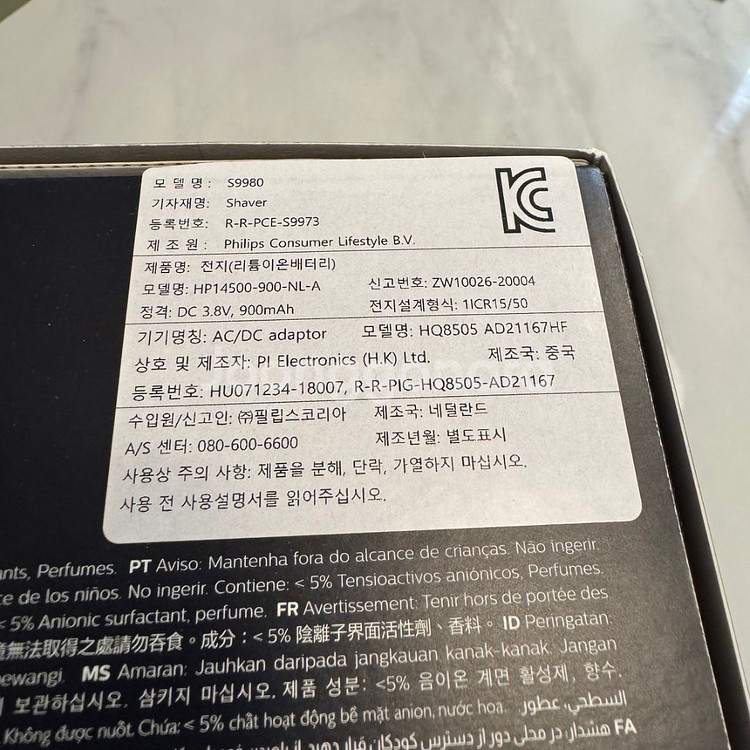 모 델 명 : S9980
기자재명: Shaver
등록번호: R-R-PCE-S9973
제 조 원 : Philips Consumer Lifestyle B.V.
제품명: 전지(리튬이온배터리)
모델명: HP14500-900-NL-A 신고번호: ZW10026-20004
정격: DC 3.8V, 900mAh 전지설계형식: 1ICR15/50
기기명칭: AC/DC adaptor 모델명: HQ8505 AD21167HF
상호 및 제조자: PI Electronics (H.K) Ltd. 제조국: 중국
등록번호: HU071234-18007, R-R-PIG-HQ8505-AD21167
수입원/신고인: ㈜필립스코리아 제조국: 네덜란드
A/S 센터: 080-600-6600 제조년월: 별도표시
사용상 주의 사항: 제품을 분해, 단락, 가열하지 마십시오.
사용 전 사용설명서를 읽어주십시오.
Perfumes. PT Aviso: Mantenha fora do alcance de crianças. Não ingerir.
de los niños. No ingerir. Contiene: < 5% Tensioactivos aniónicos, Perfumes.
< 5% Anionic surfactant, perfume. FR Avertissement: Tenir hors de portée des
無法取得之處請勿吞食。成分：< 5% 陰離子界面活性劑、香料。 ID Peringatan:
MS Amaran: Jauhkan daripada jangkauan kanak-kanak. Jangan
보관하십시오. 삼키지 마십시오. 제품 성분: <5% 음이온 계면 활성제, 향수.
Không được nuốt. Chứa: < 5% chất hoạt động bề mặt anion, nước hoa. السطحي، عطور.
FA هشدار: در محلی دور از دسترس کودکان